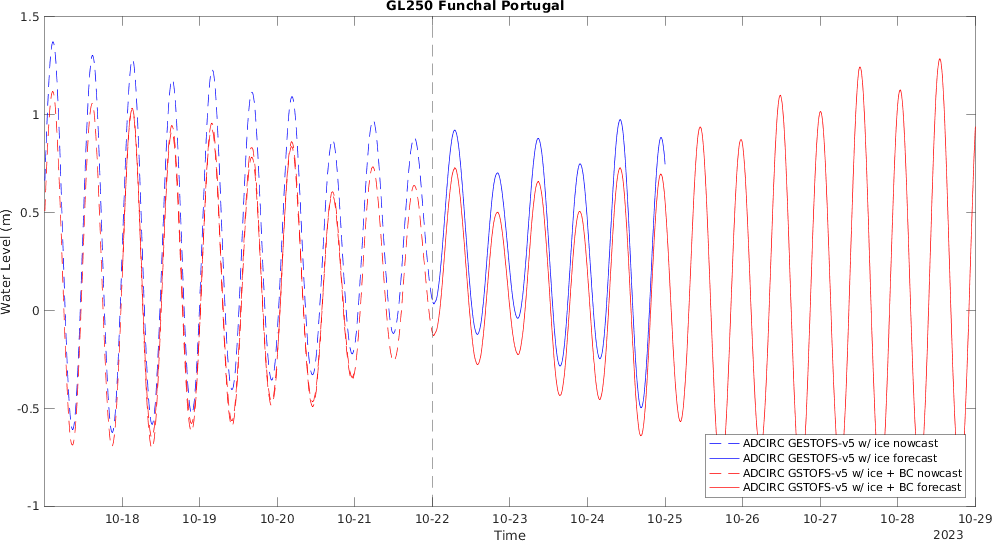 GL250 Funchal Portugal
1.5
1
0.5
0
-0.5
-1
Water Level (m)
10-18 10-19 10-20 10-21 10-22 10-23 10-24 10-25 10-26 10-27 10-28 10-29
Time
2023
ADCIRC GESTOFS-v5 w/ ice nowcast
ADCIRC GESTOFS-v5 w/ ice forecast
ADCIRC GSTOFS-v5 w/ ice + BC nowcast
ADCIRC GSTOFS-v5 w/ ice + BC forecast